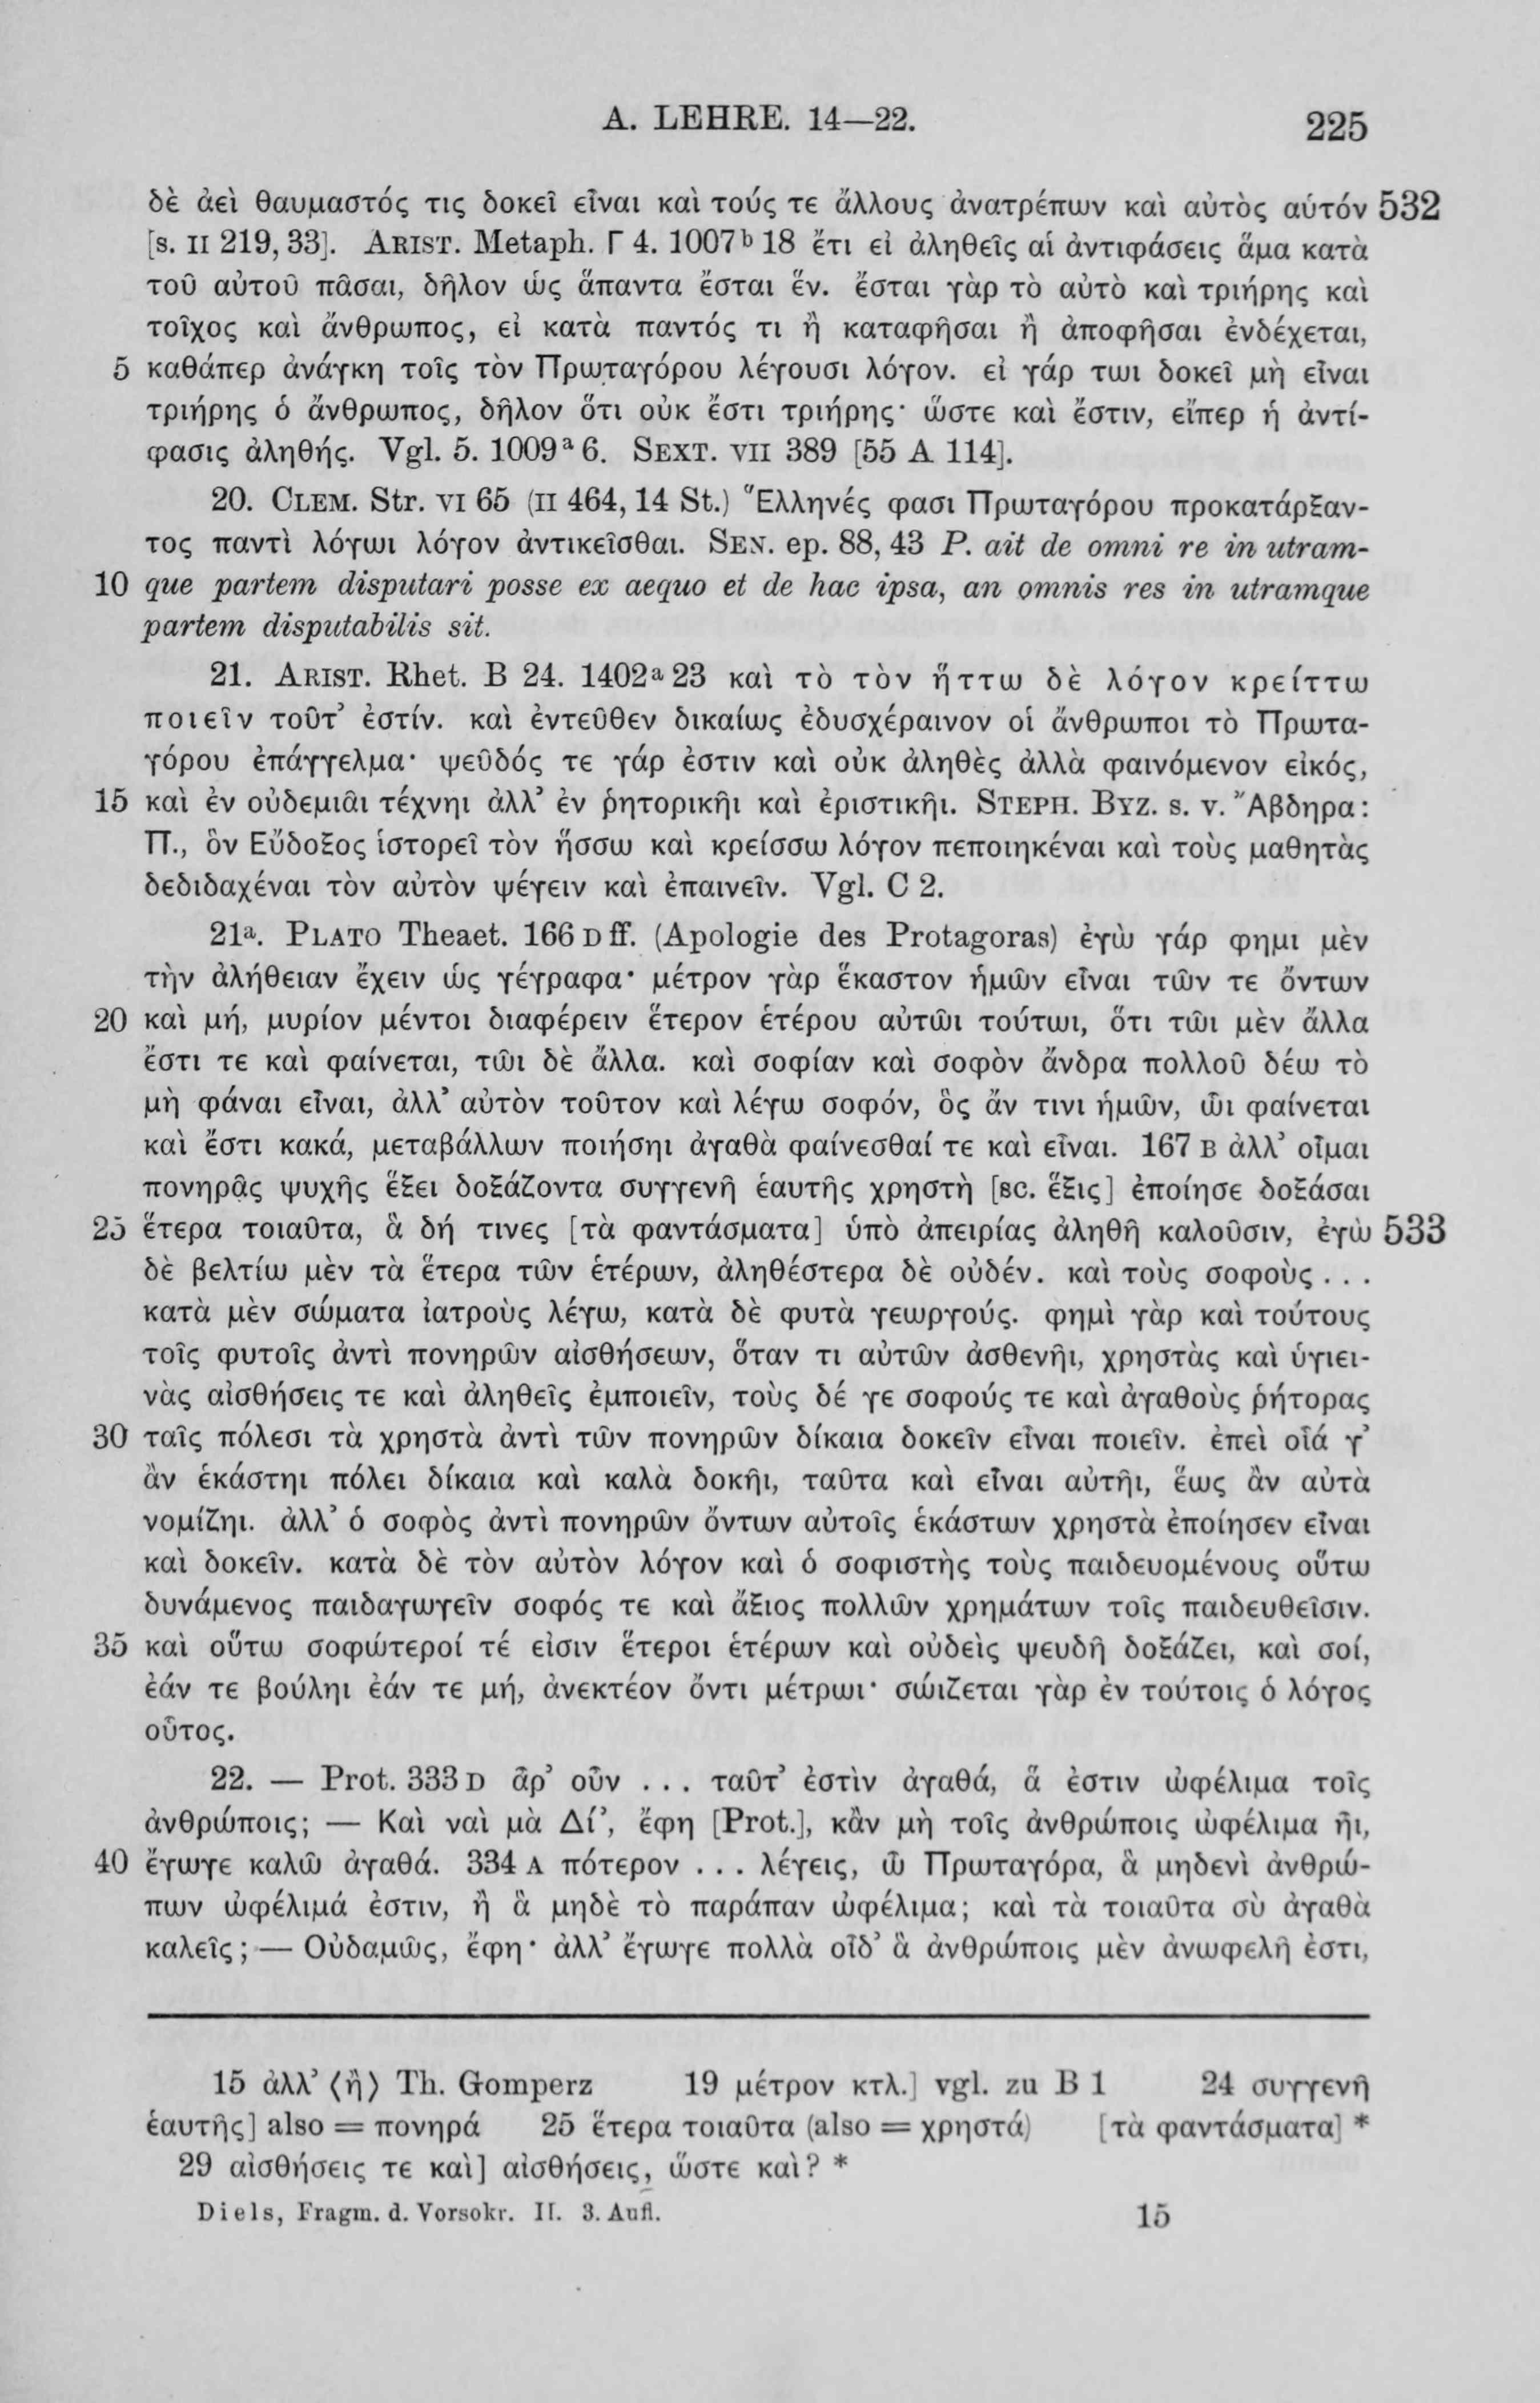 A. LEHRE. 14—22. 225
δὲ ἀεὶ θαυμαστός τις δοκεῖ εἶναι καὶ τούς τε ἄλλους ἀνατρέπων καὶ αὐτὸς αὑτόν 532
[s. II 219, 33]. ARIST. Metaph. Γ 4. 1007ᵇ 18 ἔτι εἰ ἀληθεῖς αἱ ἀντιφάσεις ἅμα κατὰ
τοῦ αὐτοῦ πᾶσαι, δῆλον ὡς ἅπαντα ἔσται ἕν. ἔσται γὰρ τὸ αὐτὸ καὶ τριήρης καὶ
τοῖχος καὶ ἄνθρωπος, εἰ κατὰ παντός τι ἢ καταφῆσαι ἢ ἀποφῆσαι ἐνδέχεται,
5 καθάπερ ἀνάγκη τοῖς τὸν Πρωταγόρου λέγουσι λόγον. εἰ γάρ τωι δοκεῖ μὴ εἶναι
τριήρης ὁ ἄνθρωπος, δῆλον ὅτι οὐκ ἔστι τριήρης· ὥστε καὶ ἔστιν, εἴπερ ἡ ἀντί-
φασις ἀληθής. Vgl. 5. 1009ᵃ 6. SEXT. VII 389 [55 A 114].
20. CLEM. Str. VI 65 (II 464, 14 St.) Ἕλληνές φασι Πρωταγόρου προκατάρξαν-
τος παντὶ λόγωι λόγον ἀντικεῖσθαι. SEN. ep. 88, 43 P. ait de omni re in utram-
10 que partem disputari posse ex aequo et de hac ipsa, an omnis res in utramque
partem disputabilis sit.
21. ARIST. Rhet. B 24. 1402ᵃ 23 καὶ τὸ τὸν ἥττω δὲ λόγον κρείττω
ποιεῖν τοῦτ’ ἐστίν. καὶ ἐντεῦθεν δικαίως ἐδυσχέραινον οἱ ἄνθρωποι τὸ Πρωτα-
γόρου ἐπάγγελμα· ψεῦδός τε γάρ ἐστιν καὶ οὐκ ἀληθὲς ἀλλὰ φαινόμενον εἰκός,
15 καὶ ἐν οὐδεμιᾶι τέχνηι ἀλλ’ ἐν ῥητορικῆι καὶ ἐριστικῆι. STEPH. BYZ. s. v. Ἄβδηρα:
Π., ὃν Εὔδοξος ἱστορεῖ τὸν ἥσσω καὶ κρείσσω λόγον πεποιηκέναι καὶ τοὺς μαθητὰς
δεδιδαχέναι τὸν αὐτὸν ψέγειν καὶ ἐπαινεῖν. Vgl. C 2.
21ᵃ. PLATO Theaet. 166 D ff. (Apologie des Protagoras) ἐγὼ γάρ φημι μὲν
τὴν ἀλήθειαν ἔχειν ὡς γέγραφα· μέτρον γὰρ ἕκαστον ἡμῶν εἶναι τῶν τε ὄντων
20 καὶ μή, μυρίον μέντοι διαφέρειν ἕτερον ἑτέρου αὐτῶι τούτωι, ὅτι τῶι μὲν ἄλλα
ἔστι τε καὶ φαίνεται, τῶι δὲ ἄλλα. καὶ σοφίαν καὶ σοφὸν ἄνδρα πολλοῦ δέω τὸ
μὴ φάναι εἶναι, ἀλλ’ αὐτὸν τοῦτον καὶ λέγω σοφόν, ὃς ἄν τινι ἡμῶν, ὧι φαίνεται
καὶ ἔστι κακά, μεταβάλλων ποιήσηι ἀγαθὰ φαίνεσθαί τε καὶ εἶναι. 167 B ἀλλ’ οἶμαι
πονηρᾶς ψυχῆς ἕξει δοξάζοντα συγγενῆ ἑαυτῆς χρηστὴ [sc. ἕξις] ἐποίησε δοξάσαι
25 ἕτερα τοιαῦτα, ἃ δή τινες [τὰ φαντάσματα] ὑπὸ ἀπειρίας ἀληθῆ καλοῦσιν, ἐγὼ 533
δὲ βελτίω μὲν τὰ ἕτερα τῶν ἑτέρων, ἀληθέστερα δὲ οὐδέν. καὶ τοὺς σοφοὺς . . .
κατὰ μὲν σώματα ἰατροὺς λέγω, κατὰ δὲ φυτὰ γεωργούς. φημὶ γὰρ καὶ τούτους
τοῖς φυτοῖς ἀντὶ πονηρῶν αἰσθήσεων, ὅταν τι αὐτῶν ἀσθενῆι, χρηστὰς καὶ ὑγιει-
νὰς αἰσθήσεις τε καὶ ἀληθεῖς ἐμποιεῖν, τοὺς δέ γε σοφούς τε καὶ ἀγαθοὺς ῥήτορας
30 ταῖς πόλεσι τὰ χρηστὰ ἀντὶ τῶν πονηρῶν δίκαια δοκεῖν εἶναι ποιεῖν. ἐπεὶ οἷά γ’
ἂν ἑκάστηι πόλει δίκαια καὶ καλὰ δοκῆι, ταῦτα καὶ εἶναι αὐτῆι, ἕως ἂν αὐτὰ
νομίζηι. ἀλλ’ ὁ σοφὸς ἀντὶ πονηρῶν ὄντων αὐτοῖς ἑκάστων χρηστὰ ἐποίησεν εἶναι
καὶ δοκεῖν. κατὰ δὲ τὸν αὐτὸν λόγον καὶ ὁ σοφιστὴς τοὺς παιδευομένους οὕτω
δυνάμενος παιδαγωγεῖν σοφός τε καὶ ἄξιος πολλῶν χρημάτων τοῖς παιδευθεῖσιν.
35 καὶ οὕτω σοφώτεροί τέ εἰσιν ἕτεροι ἑτέρων καὶ οὐδεὶς ψευδῆ δοξάζει, καὶ σοί,
ἐάν τε βούληι ἐάν τε μή, ἀνεκτέον ὄντι μέτρωι· σώιζεται γὰρ ἐν τούτοις ὁ λόγος
οὗτος.
22. — Prot. 333 D ἆρ’ οὖν . . . ταῦτ’ ἐστὶν ἀγαθά, ἅ ἐστιν ὠφέλιμα τοῖς
ἀνθρώποις; — Καὶ ναὶ μὰ Δί’, ἔφη [Prot.], κἂν μὴ τοῖς ἀνθρώποις ὠφέλιμα ἦι,
40 ἔγωγε καλῶ ἀγαθά. 334 A πότερον . . . λέγεις, ὦ Πρωταγόρα, ἃ μηδενὶ ἀνθρώ-
πων ὠφέλιμά ἐστιν, ἢ ἃ μηδὲ τὸ παράπαν ὠφέλιμα; καὶ τὰ τοιαῦτα σὺ ἀγαθὰ
καλεῖς; — Οὐδαμῶς, ἔφη· ἀλλ’ ἔγωγε πολλὰ οἶδ’ ἃ ἀνθρώποις μὲν ἀνωφελῆ ἐστι,
15 ἀλλ’ ⟨ἢ⟩ Th. Gomperz 19 μέτρον κτλ.] vgl. zu B 1 24 συγγενῆ
ἑαυτῆς] also = πονηρά 25 ἕτερα τοιαῦτα (also = χρηστά) [τὰ φαντάσματα] *
29 αἰσθήσεις τε καὶ] αἰσθήσεις, ὥστε καὶ? *
Diels, Fragm. d. Vorsokr. II. 3. Aufl. 15